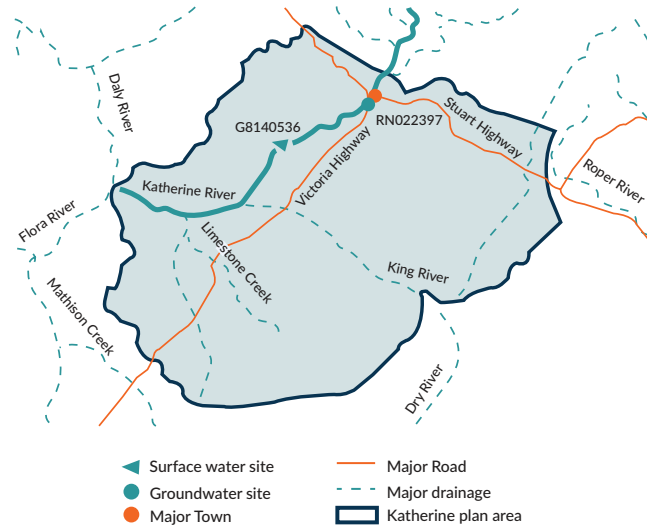 Daly River
G8140536
RN022397
Stuart Highway
Roper River
Victoria Highway
Katherine River
Flora River
Limestone Creek
King River
Mathison Creek
Dry River
Surface water site
Groundwater site
Major Town
Major Road
Major drainage
Katherine plan area